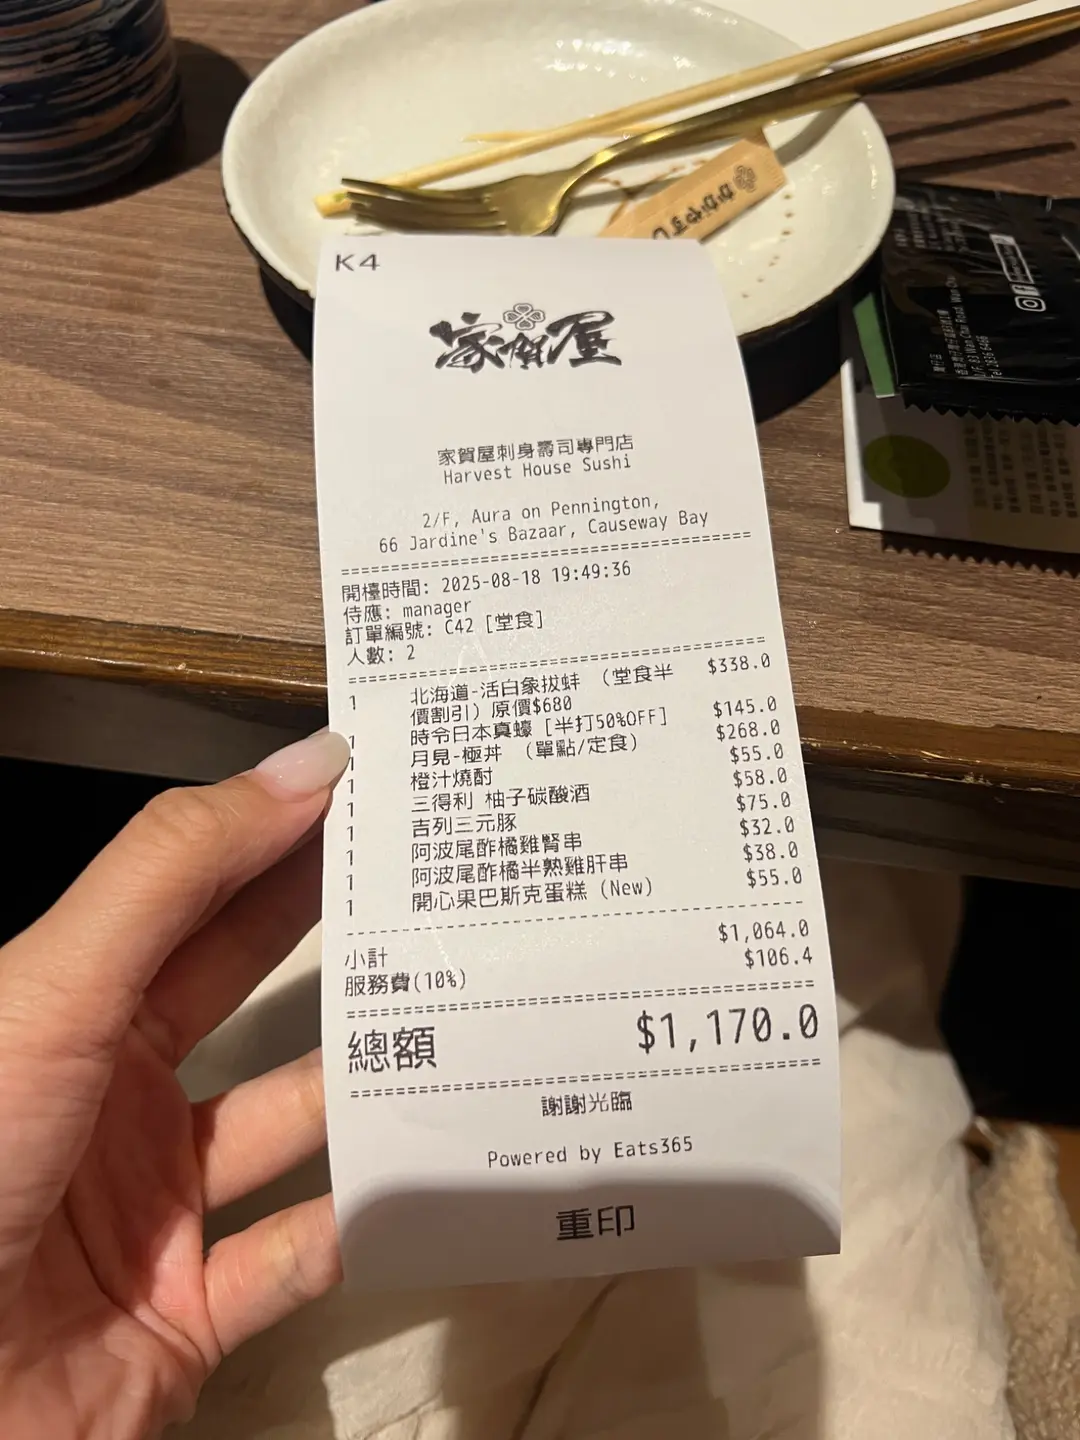 K4
家賀屋
家賀屋刺身壽司專門店
Harvest House Sushi
2/F, Aura on Pennington,
66 Jardine's Bazaar, Causeway Bay
開檯時間: 2025-08-18 19:49:36
侍應: manager
訂單編號: C42 [堂食]
人數: 2
1 北海道-活白象拔蚌 (堂食半 $338.0
價割引) 原價$680
1 時令日本真蠔 [半打50%OFF] $145.0
1 月見-極丼 (單點/定食) $268.0
1 橙汁燒酎 $55.0
1 三得利 柚子碳酸酒 $58.0
1 吉列三元豚 $75.0
1 阿波尾酢橘雞腎串 $32.0
1 阿波尾酢橘半熟雞肝串 $38.0
1 開心果巴斯克蛋糕 (New) $55.0
小計 $1,064.0
服務費(10%) $106.4
總額 $1,170.0
謝謝光臨
Powered by Eats365
重印
かがやすし